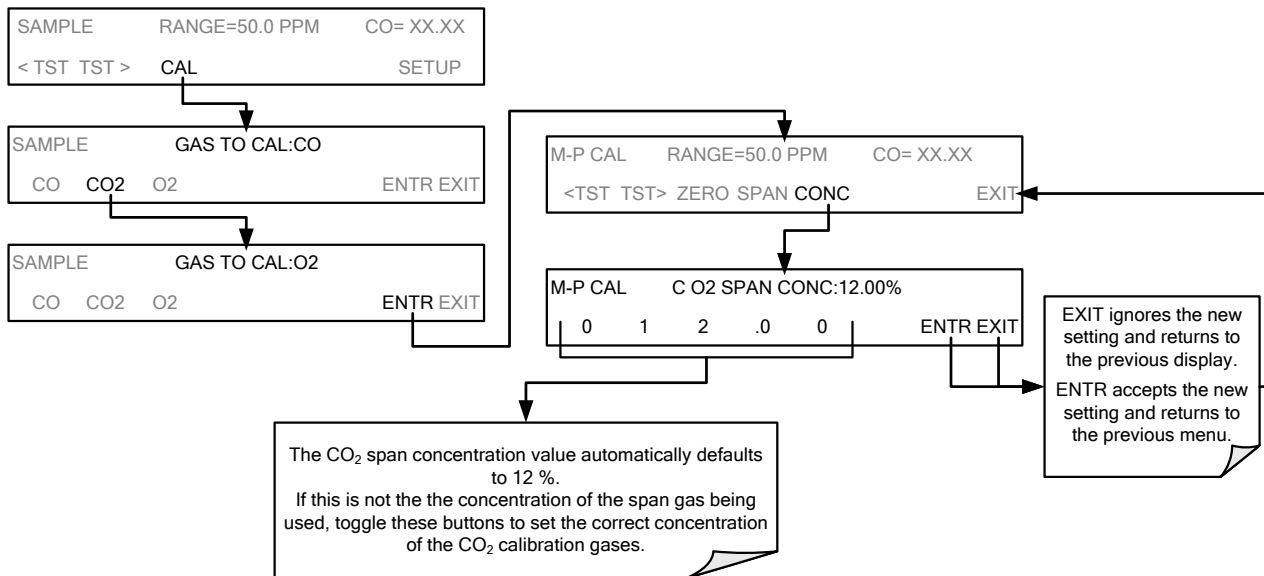 SAMPLE RANGE=50.0 PPM CO= XX.XX
< TST TST > CAL SETUP
SAMPLE GAS TO CAL:CO
CO CO2 O2 ENTR EXIT
SAMPLE GAS TO CAL:O2
CO CO2 O2 ENTR EXIT
M-P CAL RANGE=50.0 PPM CO= XX.XX
<TST TST> ZERO SPAN CONC EXIT
M-P CAL C O2 SPAN CONC:12.00%
0 1 2 .0 0 ENTR EXIT
EXIT ignores the new
setting and returns to
the previous display.
ENTR accepts the new
setting and returns to
the previous menu.
The CO₂ span concentration value automatically defaults
to 12 %.
If this is not the the concentration of the span gas being
used, toggle these buttons to set the correct concentration
of the CO₂ calibration gases.